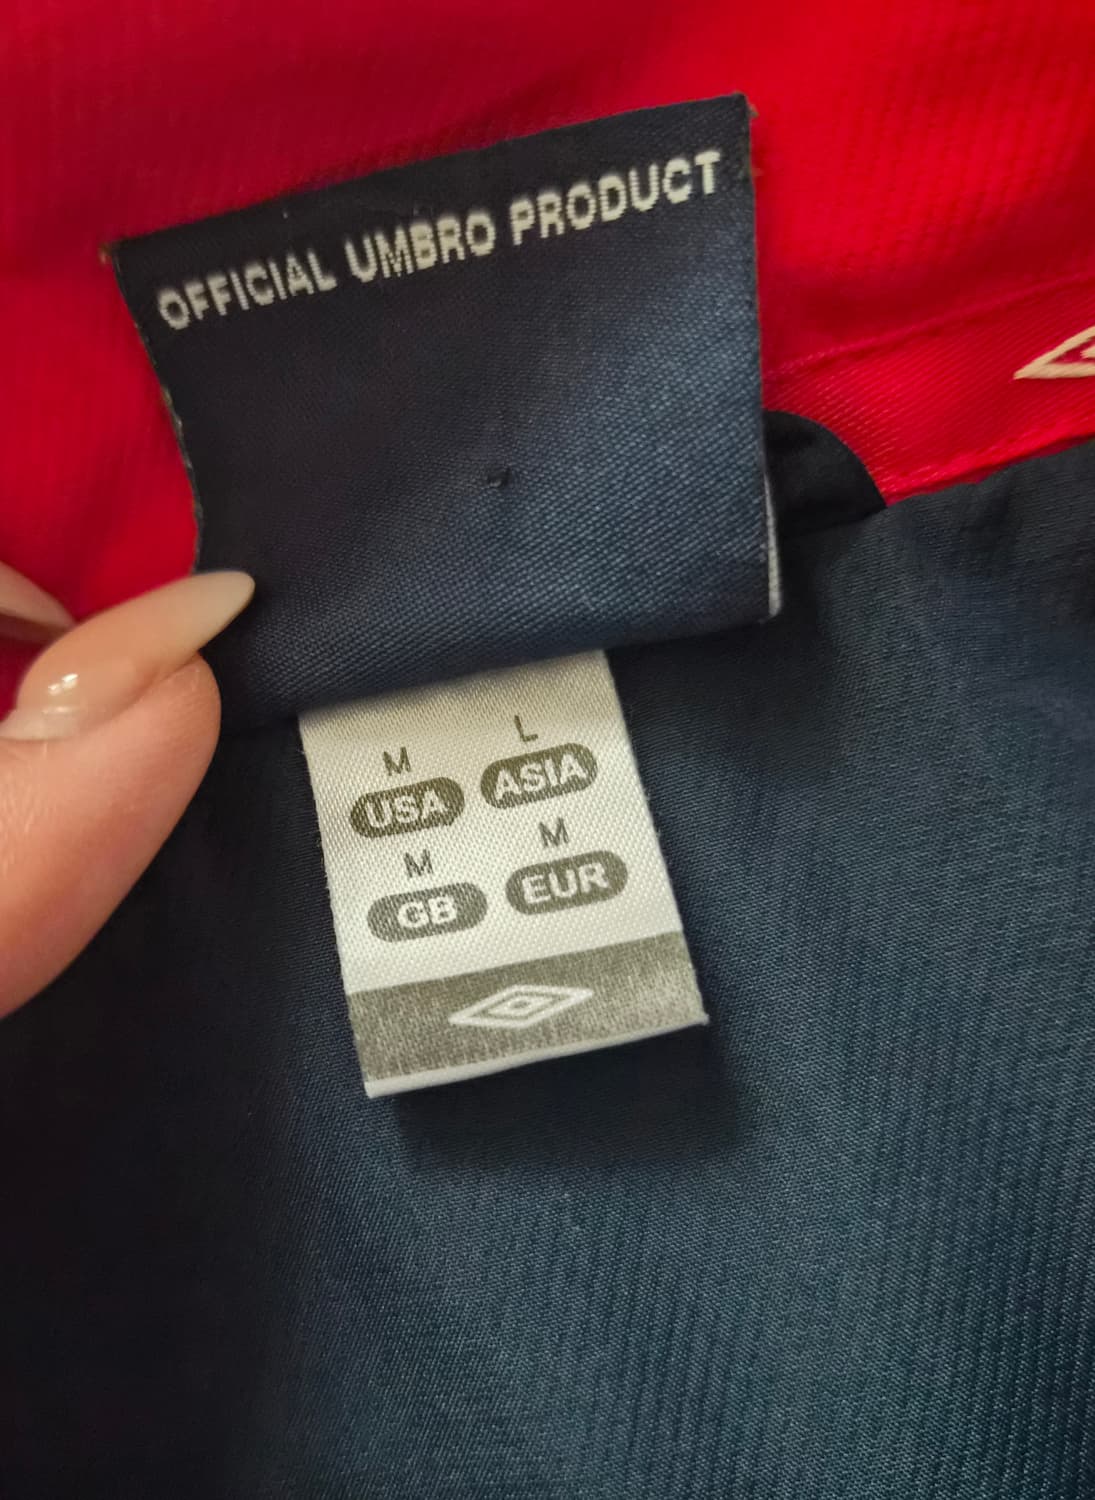 OFFICIAL UMBRO PRODUCT
M L
USA ASIA
M M
GB EUR